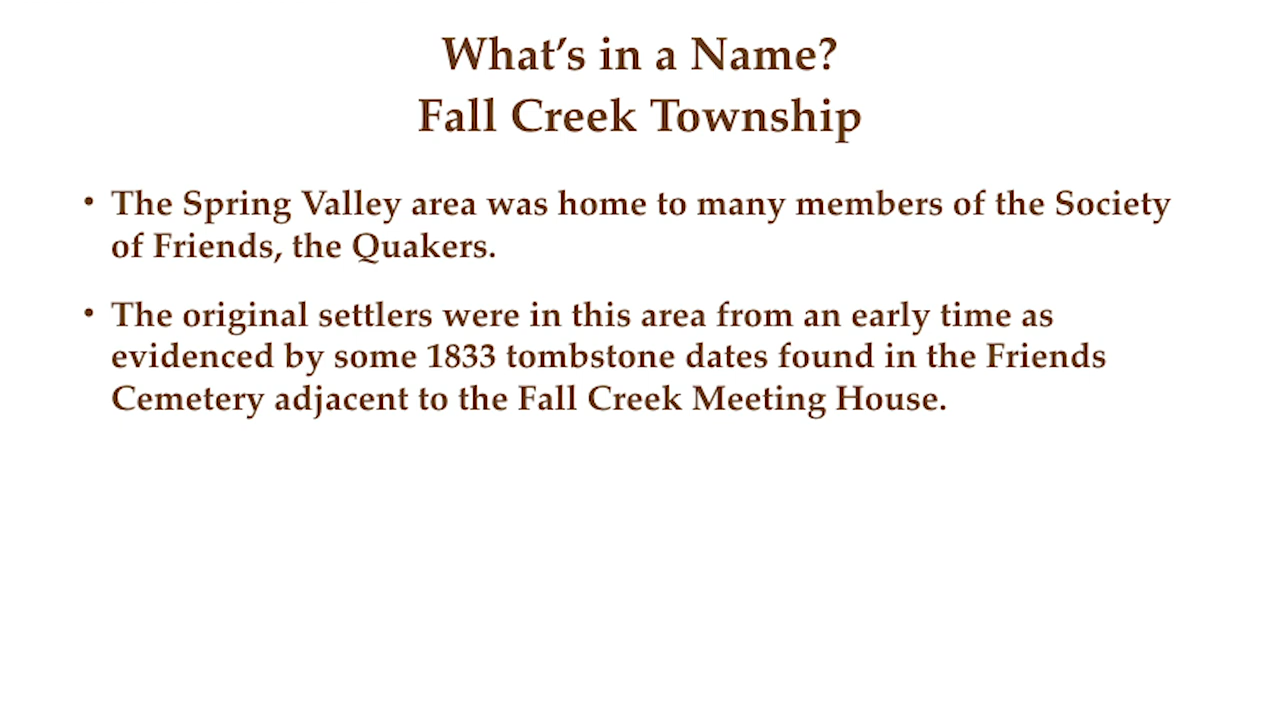 What’s in a Name?
Fall Creek Township
• The Spring Valley area was home to many members of the Society
of Friends, the Quakers.
• The original settlers were in this area from an early time as
evidenced by some 1833 tombstone dates found in the Friends
Cemetery adjacent to the Fall Creek Meeting House.